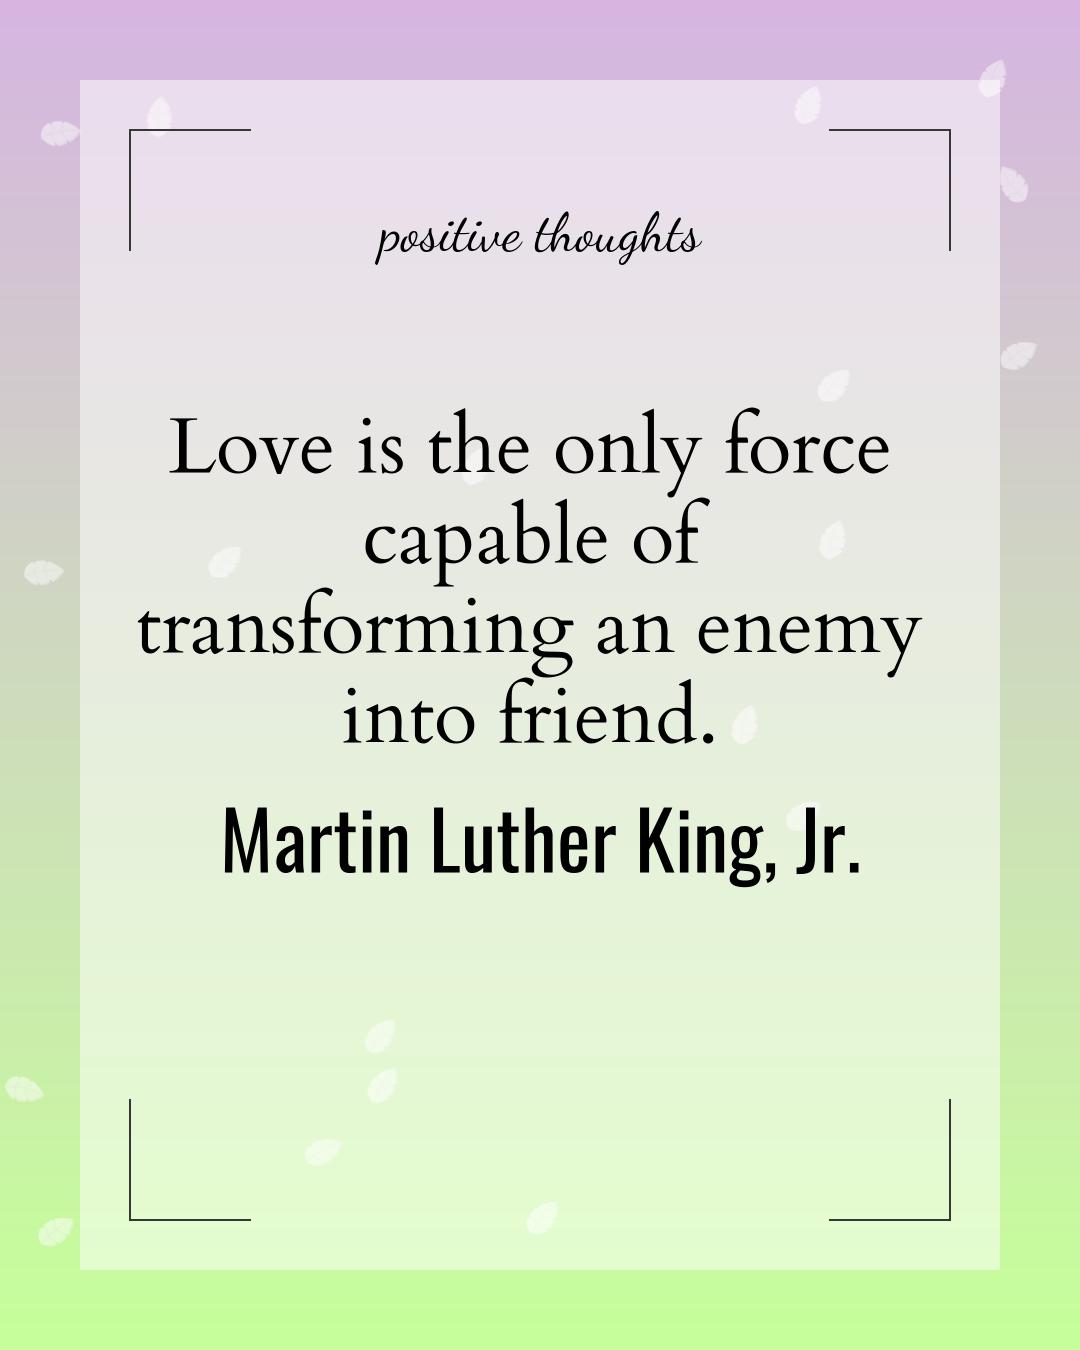 positive thoughts
Love is the only force
capable of
transforming an enemy
into friend.
Martin Luther King, Jr.